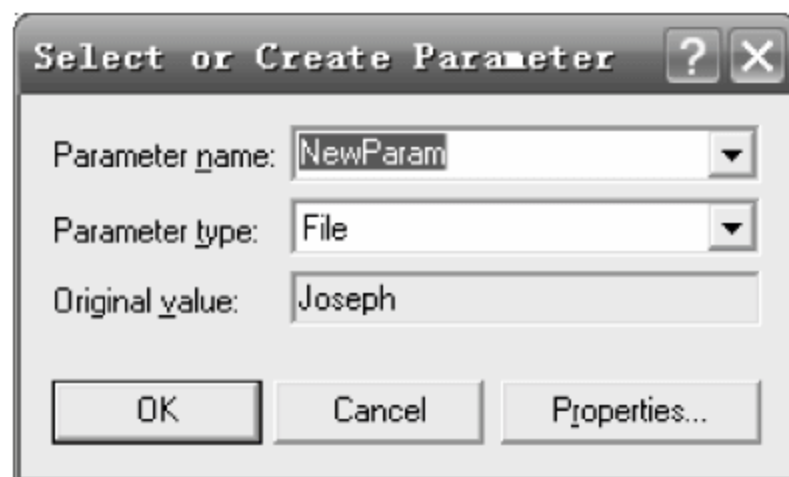 Select or Create Parameter
Parameter name: NewParam
Parameter type: File
Original value: Joseph
OK Cancel Properties...